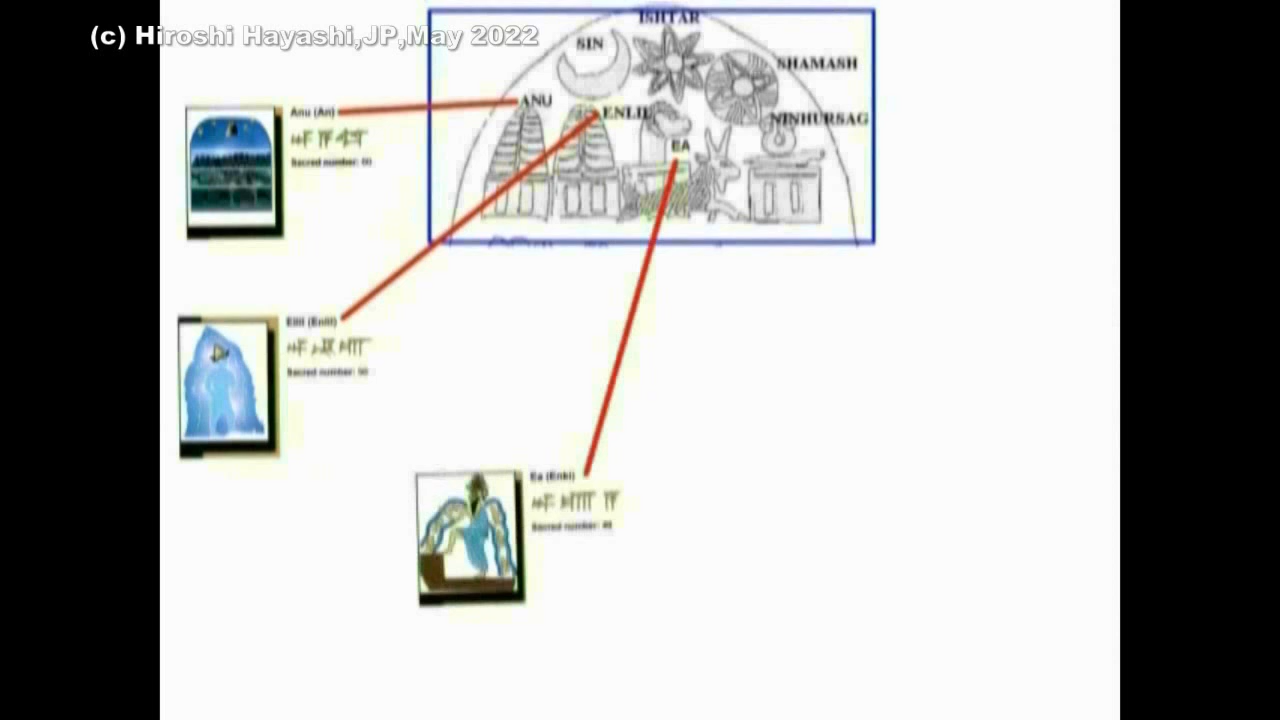 (c) Hiroshi Hayashi,JP,May 2022
ISHTAR
SIN
SHAMASH
ANU
ENLIL
NINHURSAG
EA
Anu (An)
Sacred number: 60
Ellil (Enlil)
Sacred number: 50
Ea (Enki)
Sacred number: 40